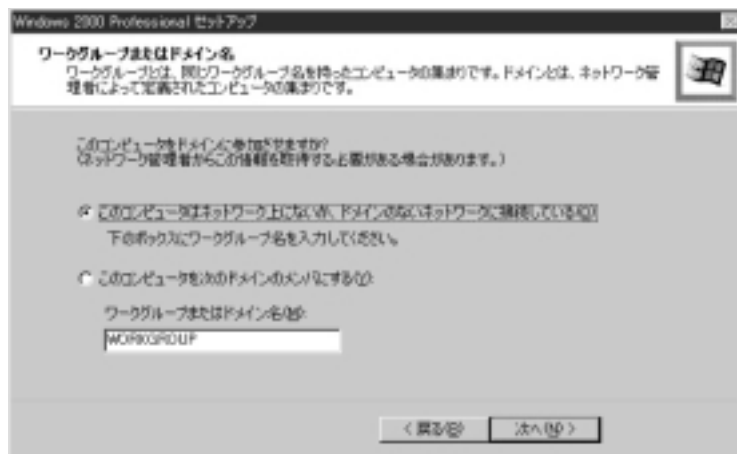 Windows 2000 Professional セットアップ
ワークグループまたはドメイン名
ワークグループとは、同じワークグループ名を持ったコンピュータの集まりです。ドメインとは、ネットワーク管
理者によって定義されたコンピュータの集まりです。
このコンピュータをドメインに参加させますか?
(ネットワーク管理者からこの情報を取得する必要がある場合があります。)
このコンピュータはネットワーク上にないか、ドメインのないネットワークに接続している(O)
下のボックスにワークグループ名を入力してください。
このコンピュータを次のドメインのメンバにする(Y):
ワークグループまたはドメイン名(W):
WORKGROUP
< 戻る(B)
次へ(N) >